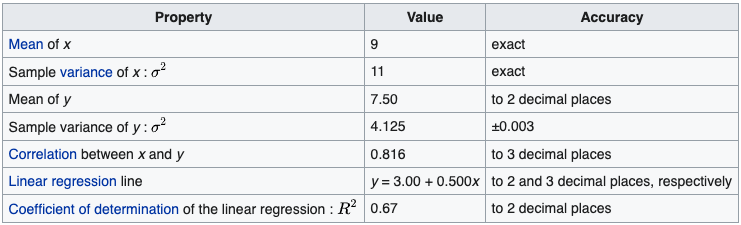 Property Value Accuracy
Mean of x 9 exact
Sample variance of x : σ² 11 exact
Mean of y 7.50 to 2 decimal places
Sample variance of y : σ² 4.125 ±0.003
Correlation between x and y 0.816 to 3 decimal places
Linear regression line y = 3.00 + 0.500x to 2 and 3 decimal places, respectively
Coefficient of determination of the linear regression : R² 0.67 to 2 decimal places